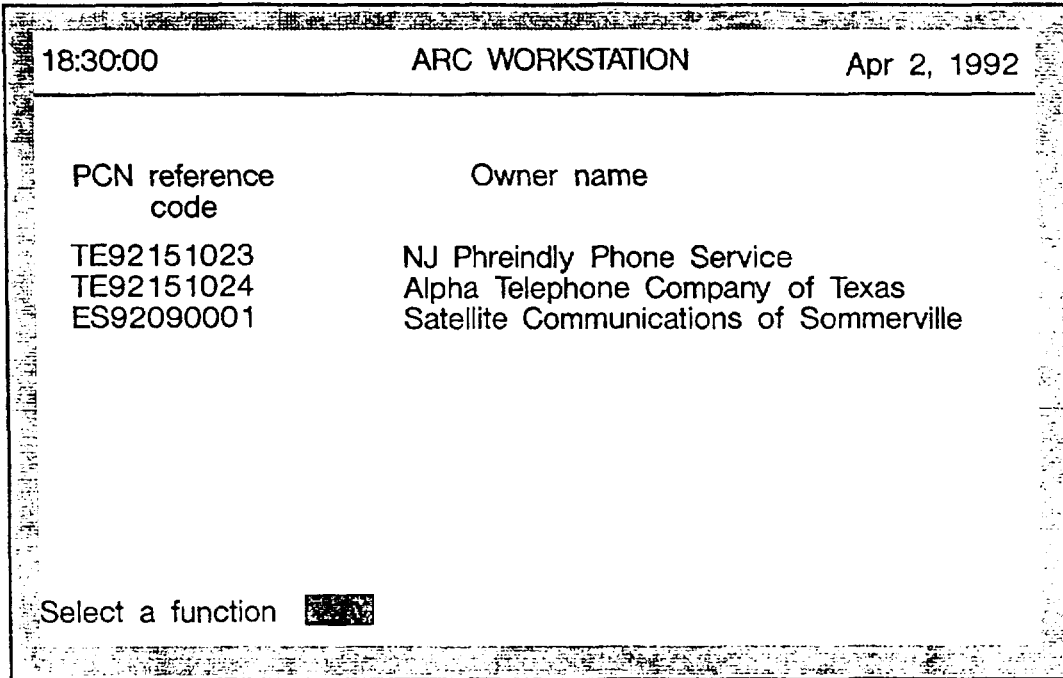 18:30:00 ARC WORKSTATION Apr 2, 1992
PCN reference Owner name
code
TE92151023 NJ Phreindly Phone Service
TE92151024 Alpha Telephone Company of Texas
ES92090001 Satellite Communications of Sommerville
Select a function